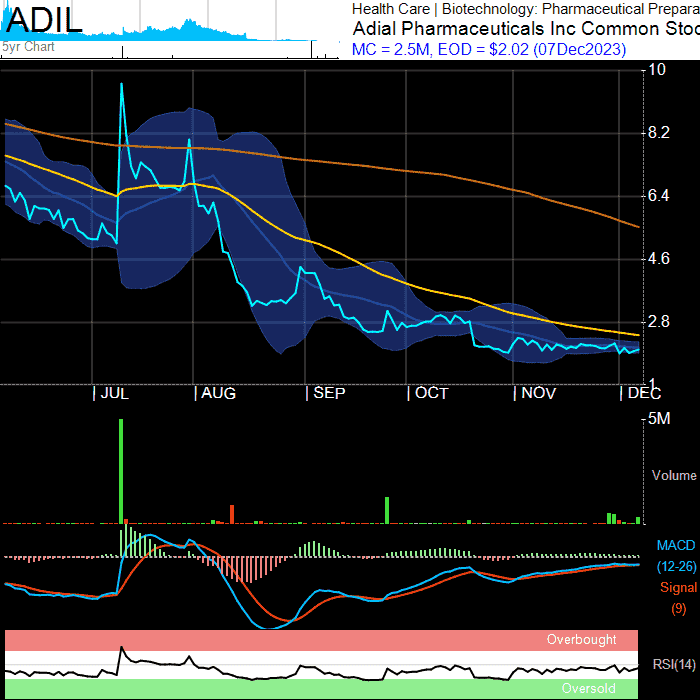 ADIL
5yr Chart
Health Care | Biotechnology: Pharmaceutical Prepara
Adial Pharmaceuticals Inc Common Stoc
MC = 2.5M, EOD = $2.02 (07Dec2023)
10
8.2
6.4
4.6
2.8
1
| JUL | AUG | SEP | OCT | NOV | DEC
5M
Volume
MACD
(12-26)
Signal
(9)
Overbought
RSI(14)
Oversold